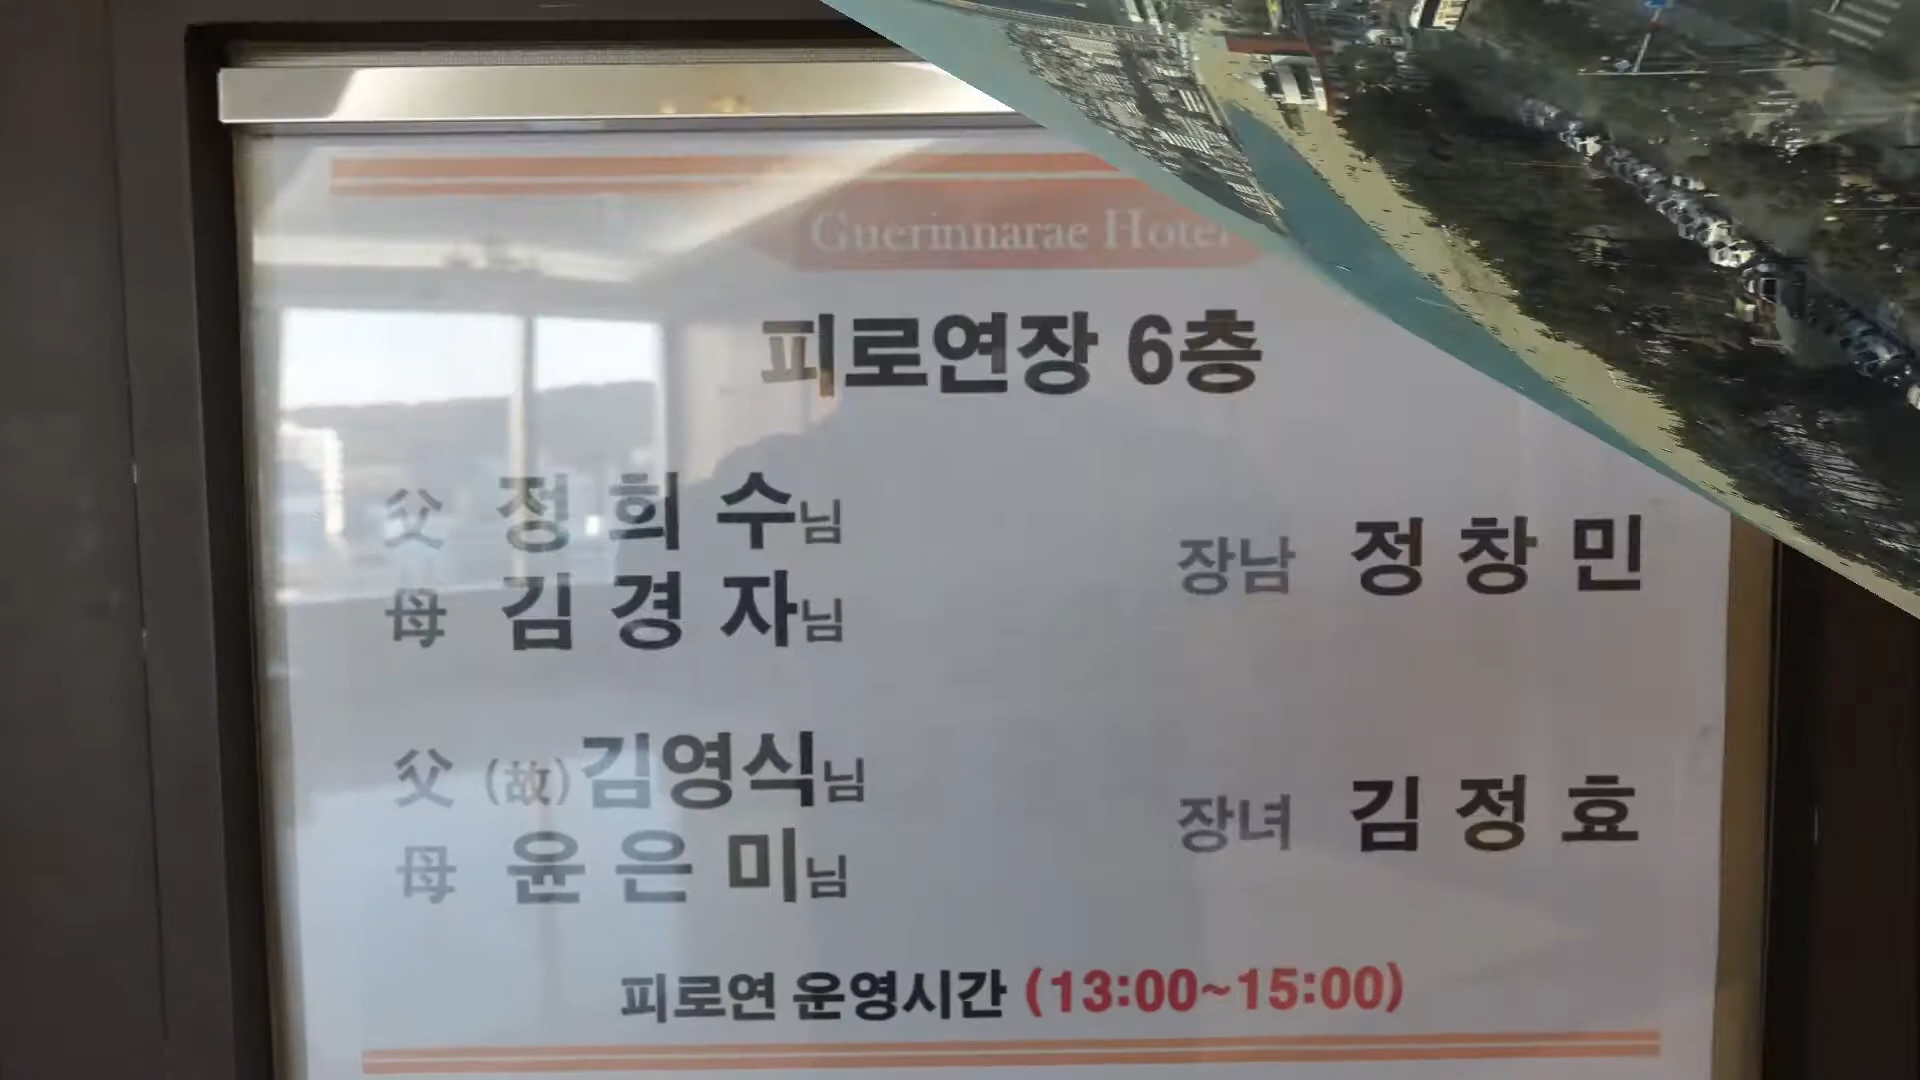 Guerinnarae Hotel
피로연장 6층
父 정 희 수님
母 김 경 자님
장남 정 창 민
父 (故)김영식님
母 윤 은 미님
장녀 김 정 효
피로연 운영시간 (13:00~15:00)